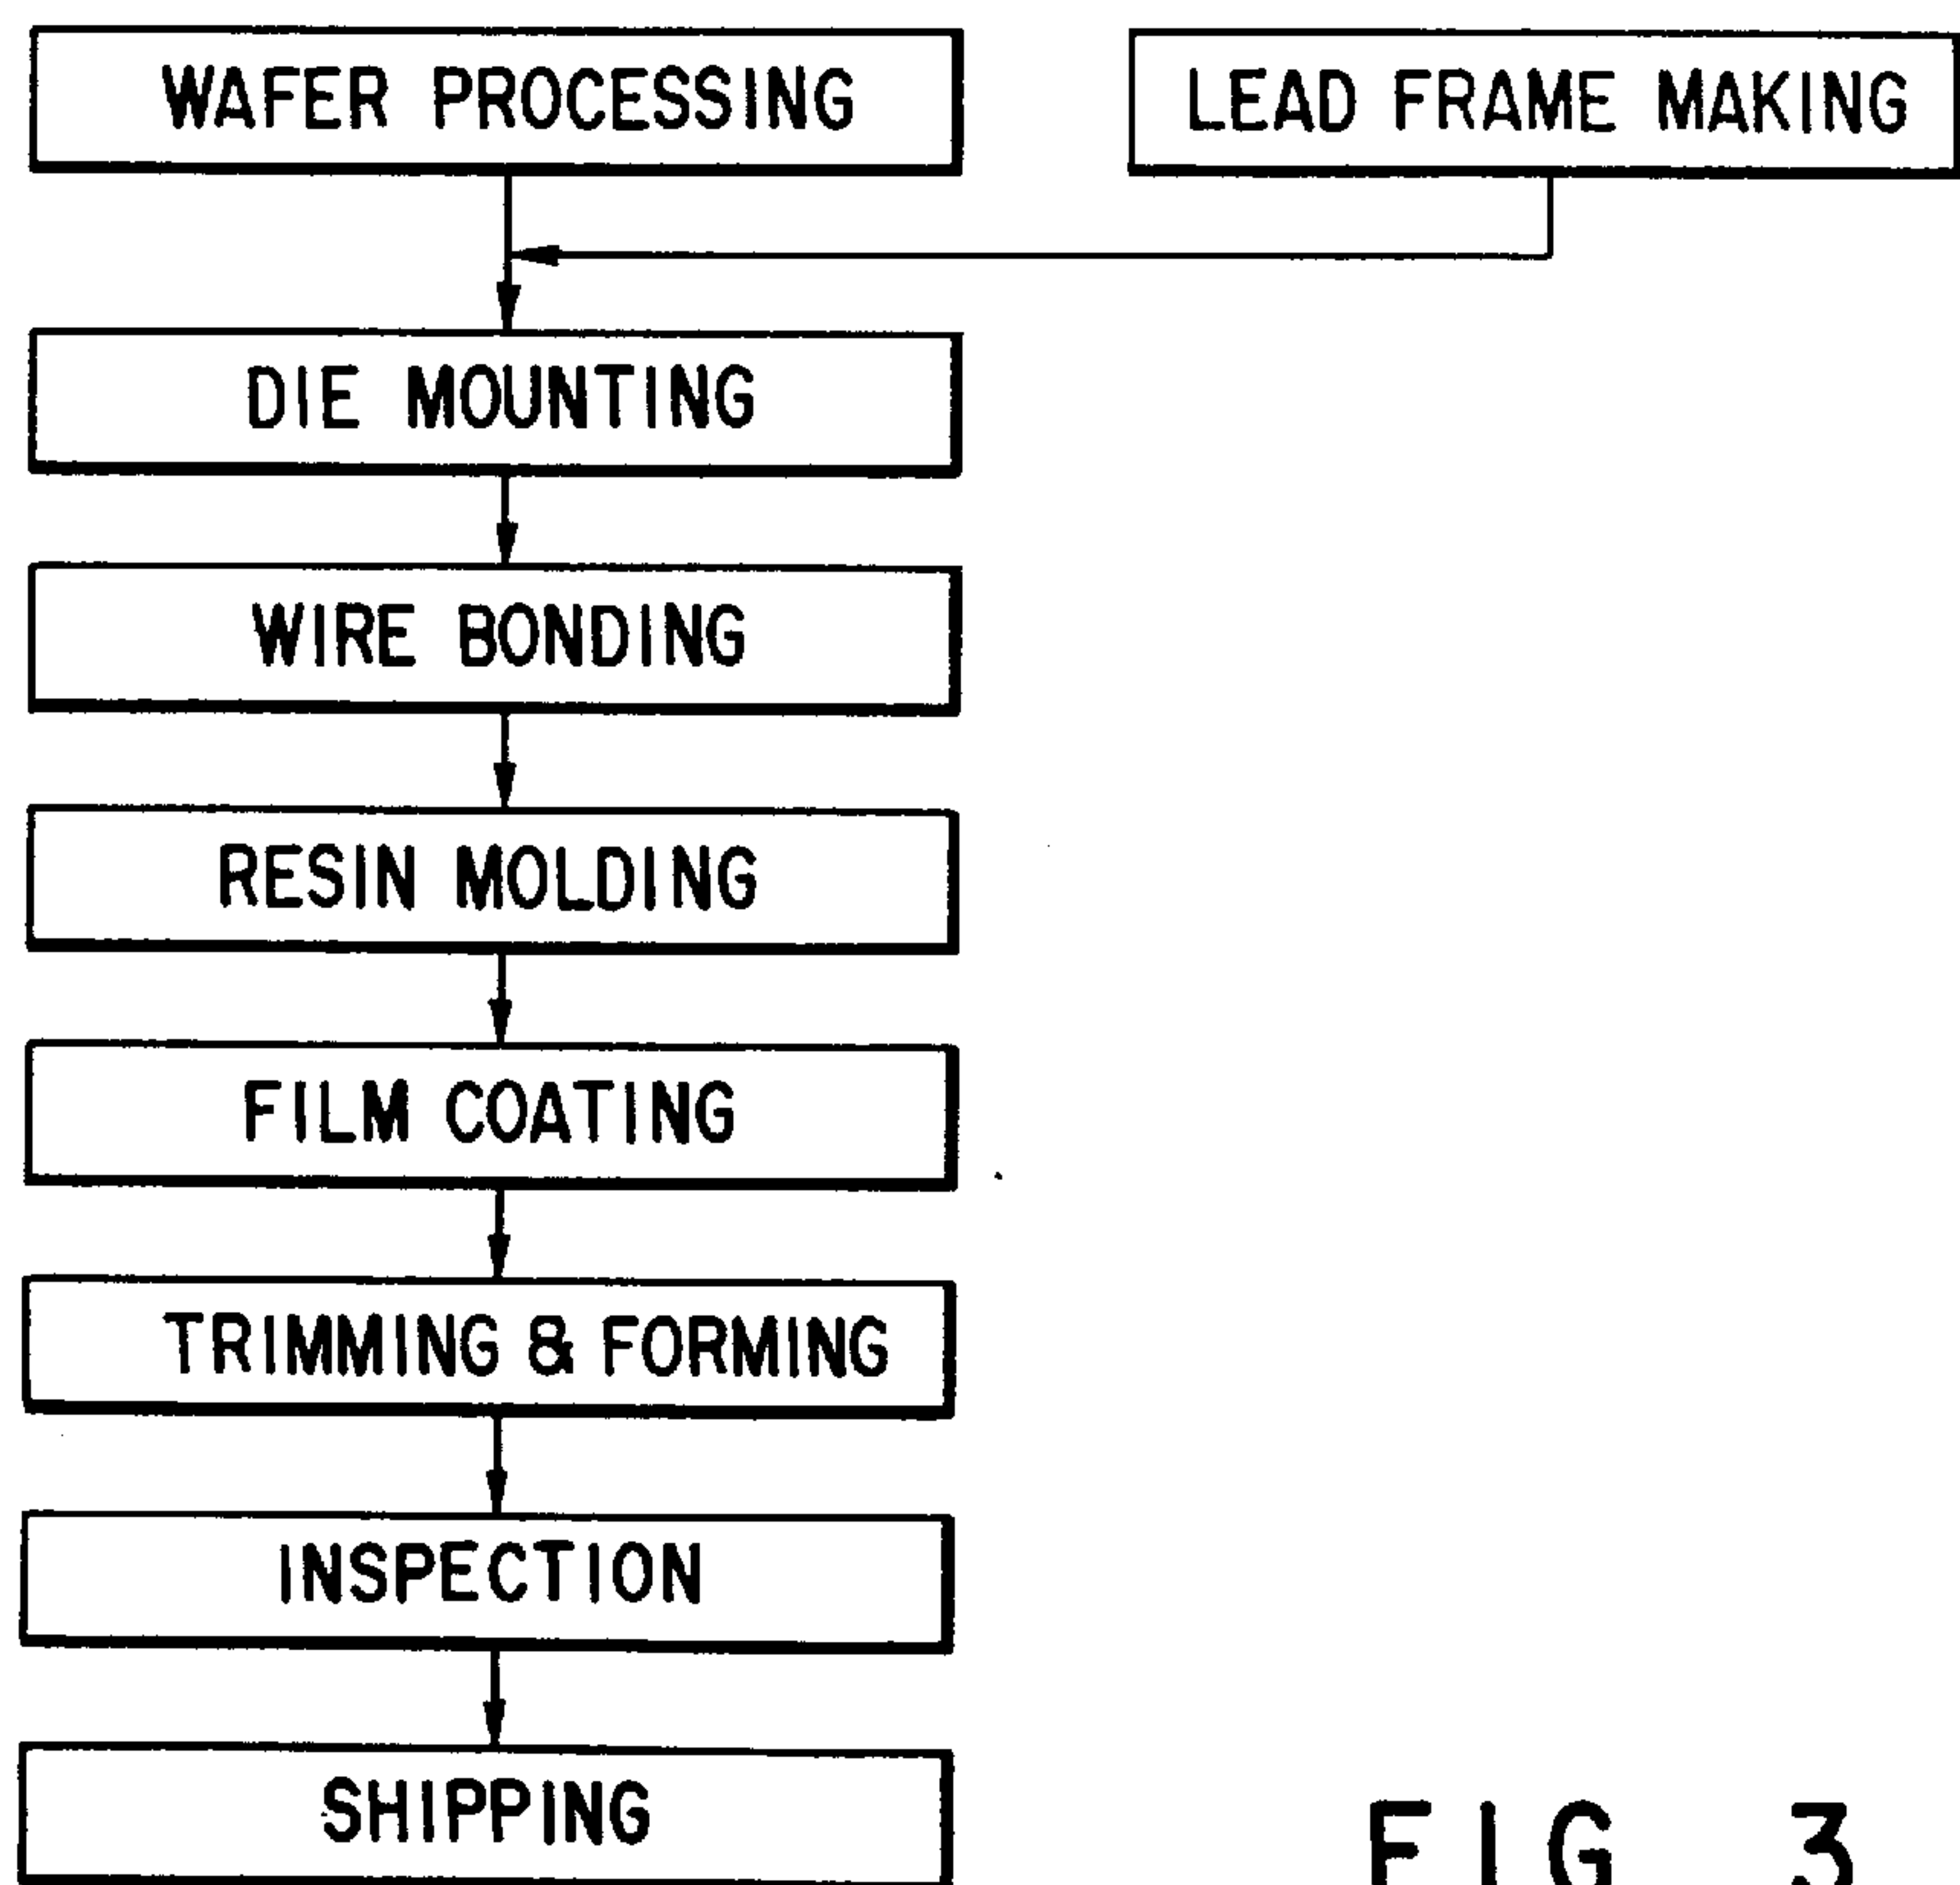 WAFER PROCESSING
LEAD FRAME MAKING
DIE MOUNTING
WIRE BONDING
RESIN MOLDING
FILM COATING
TRIMMING & FORMING
INSPECTION
SHIPPING
FIG 3